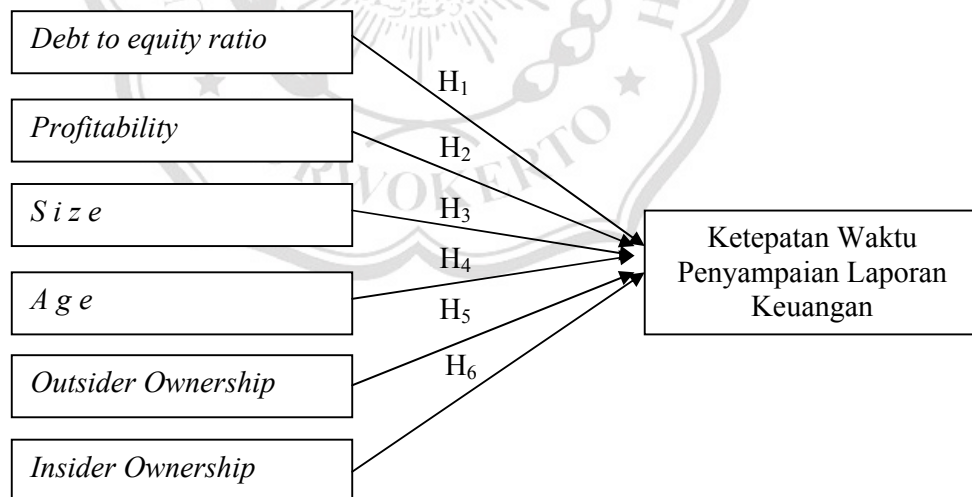 Debt to equity ratio
H1
Profitability
H2
S i z e
H3
Ketepatan Waktu
Penyampaian Laporan
Keuangan
H4
A g e
H5
Outsider Ownership
H6
Insider Ownership
RWOKERTO